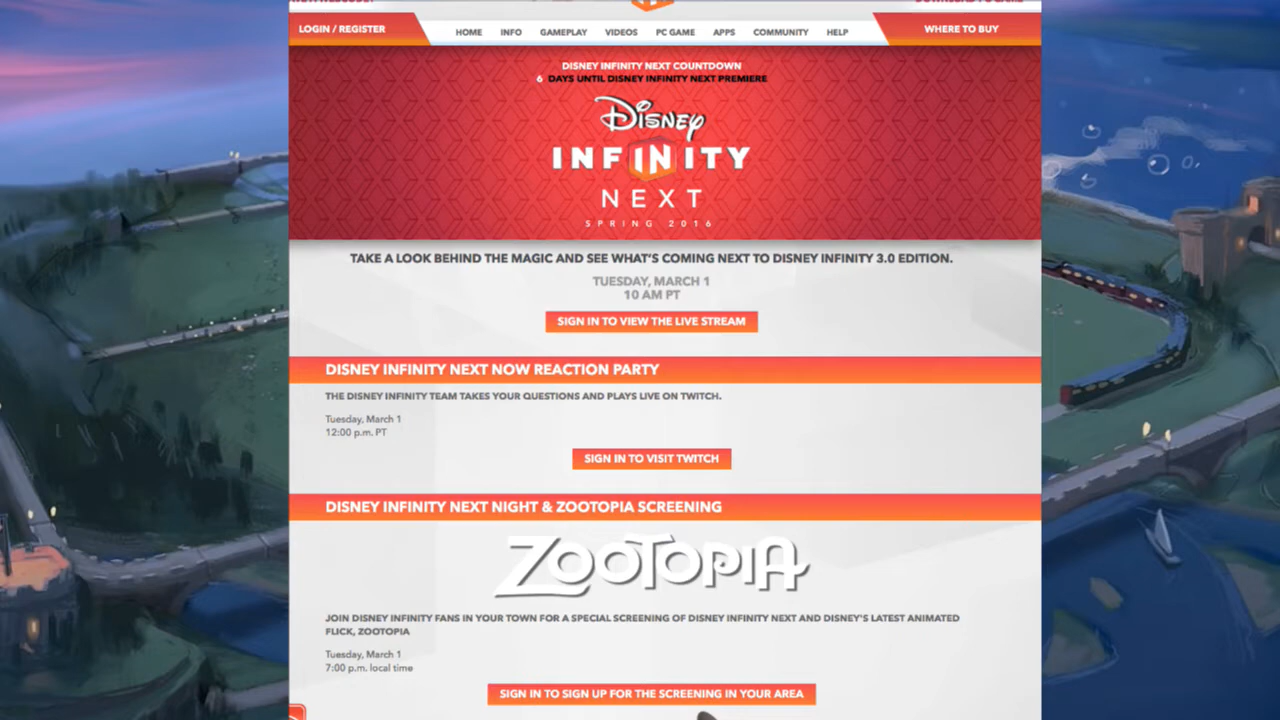 LOGIN / REGISTER
HOME INFO GAMEPLAY VIDEOS PC GAME APPS COMMUNITY HELP
WHERE TO BUY
DISNEY INFINITY NEXT COUNTDOWN
6 DAYS UNTIL DISNEY INFINITY NEXT PREMIERE
Disney
INFINITY
NEXT
SPRING 2016
TAKE A LOOK BEHIND THE MAGIC AND SEE WHAT'S COMING NEXT TO DISNEY INFINITY 3.0 EDITION.
TUESDAY, MARCH 1
10 AM PT
SIGN IN TO VIEW THE LIVE STREAM
DISNEY INFINITY NEXT NOW REACTION PARTY
THE DISNEY INFINITY TEAM TAKES YOUR QUESTIONS AND PLAYS LIVE ON TWITCH.
Tuesday, March 1
12:00 p.m. PT
SIGN IN TO VISIT TWITCH
DISNEY INFINITY NEXT NIGHT & ZOOTOPIA SCREENING
ZOOTOPIA
JOIN DISNEY INFINITY FANS IN YOUR TOWN FOR A SPECIAL SCREENING OF DISNEY INFINITY NEXT AND DISNEY'S LATEST ANIMATED
FLICK, ZOOTOPIA
Tuesday, March 1
7:00 p.m. local time
SIGN IN TO SIGN UP FOR THE SCREENING IN YOUR AREA